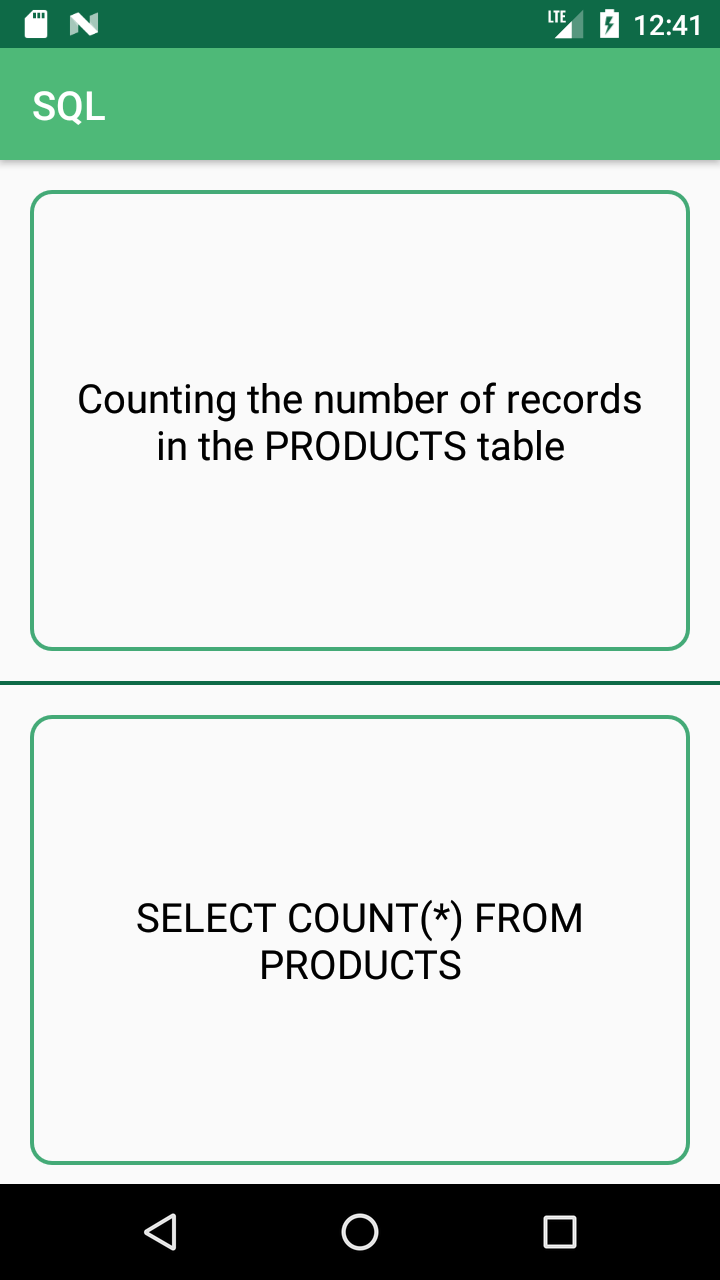 LTE 12:41
SQL
Counting the number of records
in the PRODUCTS table
SELECT COUNT(*) FROM
PRODUCTS